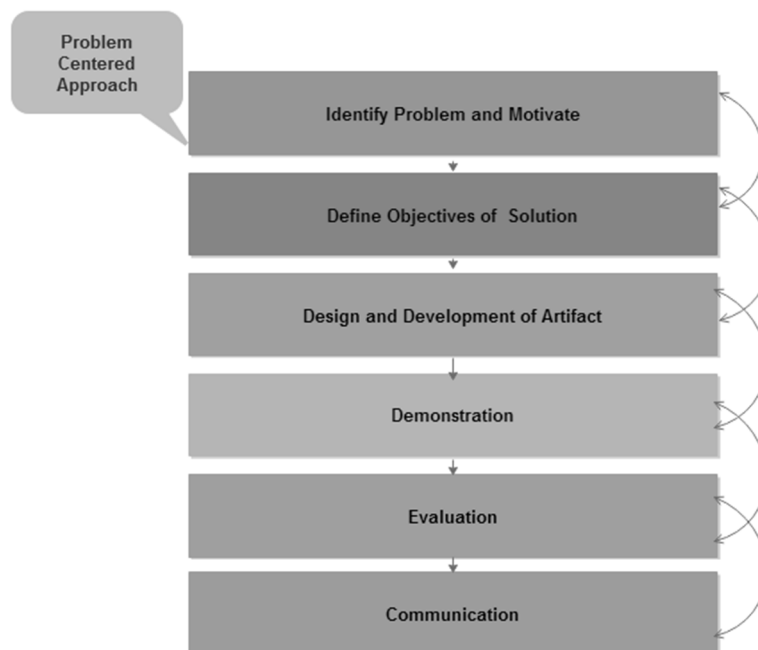 Problem
Centered
Approach
Identify Problem and Motivate
Define Objectives of  Solution
Design and Development of Artifact
Demonstration
Evaluation
Communication